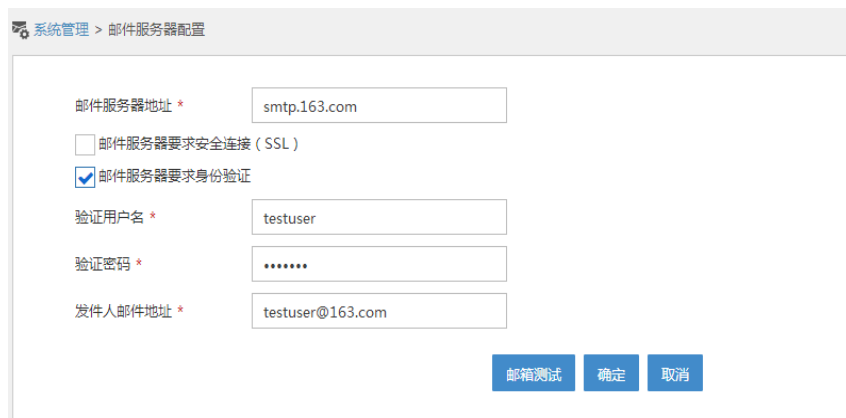 系统管理 > 邮件服务器配置
邮件服务器地址 * smtp.163.com
邮件服务器要求安全连接（SSL）
邮件服务器要求身份验证
验证用户名 * testuser
验证密码 * •••••••
发件人邮件地址 * testuser@163.com
邮箱测试 确定 取消